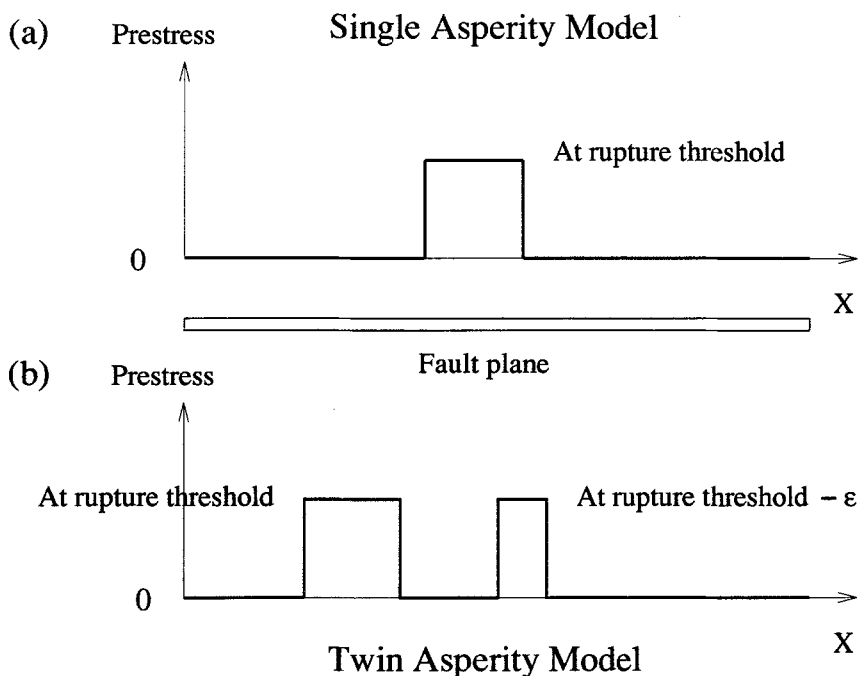 (a)
Prestress
Single Asperity Model
At rupture threshold
0
X
Fault plane
(b)
Prestress
At rupture threshold
At rupture threshold − ε
0
X
Twin Asperity Model